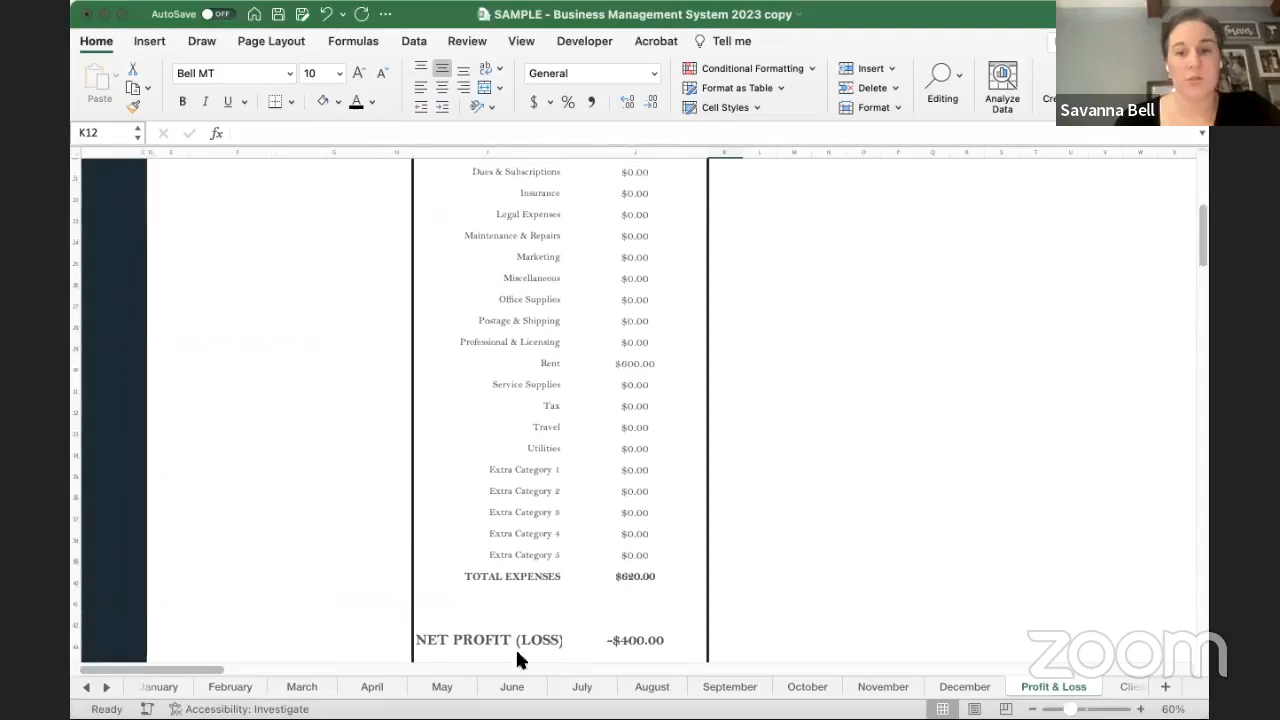 AutoSave OFF SAMPLE - Business Management System 2023 copy
Home Insert Draw Page Layout Formulas Data Review View Developer Acrobat Tell me
Paste Bell MT 10 General Conditional Formatting Format as Table Cell Styles Insert Delete Format Editing Analyze Data
Savanna Bell
K12 fx
Dues & Subscriptions $0.00
Insurance $0.00
Legal Expenses $0.00
Maintenance & Repairs $0.00
Marketing $0.00
Miscellaneous $0.00
Office Supplies $0.00
Postage & Shipping $0.00
Professional & Licensing $0.00
Rent $600.00
Service Supplies $0.00
Tax $0.00
Travel $0.00
Utilities $0.00
Extra Category 1 $0.00
Extra Category 2 $0.00
Extra Category 3 $0.00
Extra Category 4 $0.00
Extra Category 5 $0.00
TOTAL EXPENSES $620.00
NET PROFIT (LOSS) -$400.00
zoom
January February March April May June July August September October November December Profit & Loss
Ready Accessibility: Investigate 60%